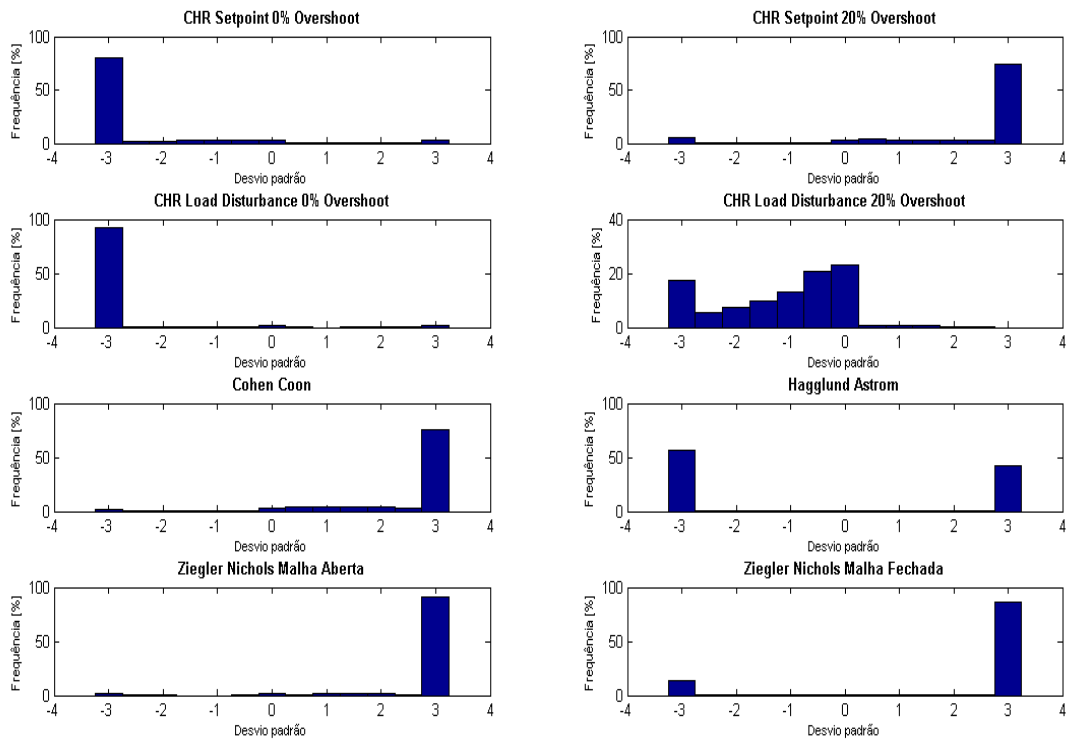 CHR Setpoint 0% Overshoot
100
50
0
Frequência [%]
-4 -3 -2 -1 0 1 2 3 4
Desvio padrão
CHR Setpoint 20% Overshoot
100
50
0
Frequência [%]
-4 -3 -2 -1 0 1 2 3 4
Desvio padrão
CHR Load Disturbance 0% Overshoot
100
50
0
Frequência [%]
-4 -3 -2 -1 0 1 2 3 4
Desvio padrão
CHR Load Disturbance 20% Overshoot
40
20
0
Frequência [%]
-4 -3 -2 -1 0 1 2 3 4
Desvio padrão
Cohen Coon
100
50
0
Frequência [%]
-4 -3 -2 -1 0 1 2 3 4
Desvio padrão
Hagglund Astrom
100
50
0
Frequência [%]
-4 -3 -2 -1 0 1 2 3 4
Desvio padrão
Ziegler Nichols Malha Aberta
100
50
0
Frequência [%]
-4 -3 -2 -1 0 1 2 3 4
Desvio padrão
Ziegler Nichols Malha Fechada
100
50
0
Frequência [%]
-4 -3 -2 -1 0 1 2 3 4
Desvio padrão